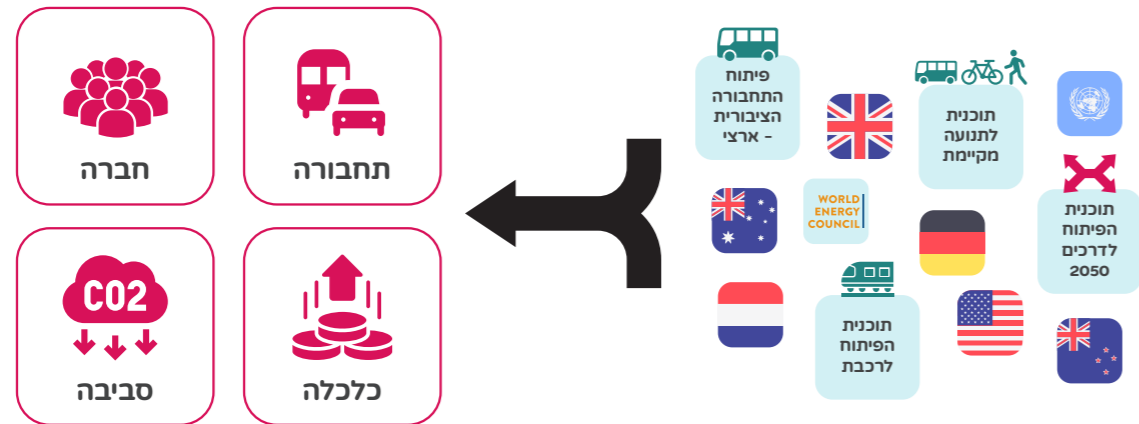 פיתוח
התחבורה
הציבורית
- ארצי
תוכנית
לתנועה
מקיימת
תוכנית
הפיתוח
לדרכים
2050
WORLD
ENERGY
COUNCIL
תוכנית
הפיתוח
לרכבת
תחבורה
חברה
כלכלה
CO2
סביבה